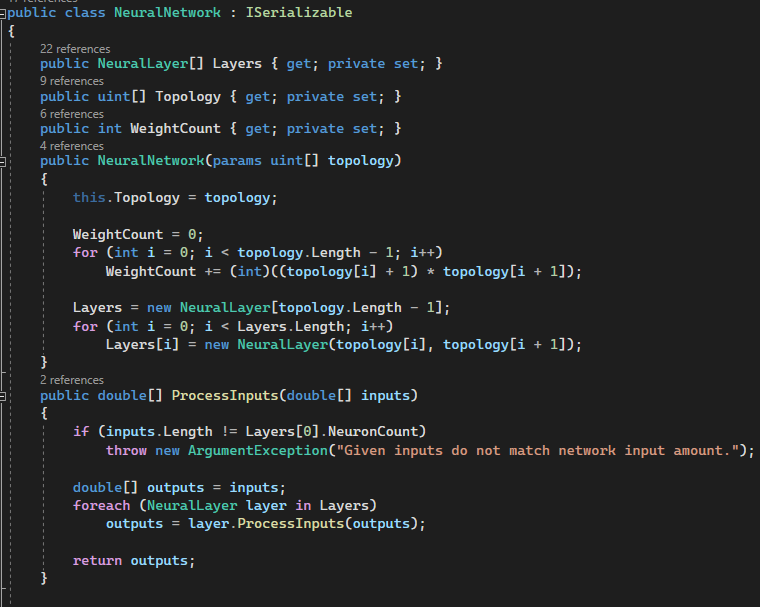 public class NeuralNetwork : ISerializable
{
22 references
public NeuralLayer[] Layers { get; private set; }
9 references
public uint[] Topology { get; private set; }
6 references
public int WeightCount { get; private set; }
4 references
public NeuralNetwork(params uint[] topology)
{
this.Topology = topology;
WeightCount = 0;
for (int i = 0; i < topology.Length - 1; i++)
WeightCount += (int)((topology[i] + 1) * topology[i + 1]);
Layers = new NeuralLayer[topology.Length - 1];
for (int i = 0; i < Layers.Length; i++)
Layers[i] = new NeuralLayer(topology[i], topology[i + 1]);
}
2 references
public double[] ProcessInputs(double[] inputs)
{
if (inputs.Length != Layers[0].NeuronCount)
throw new ArgumentException("Given inputs do not match network input amount.");
double[] outputs = inputs;
foreach (NeuralLayer layer in Layers)
outputs = layer.ProcessInputs(outputs);
return outputs;
}